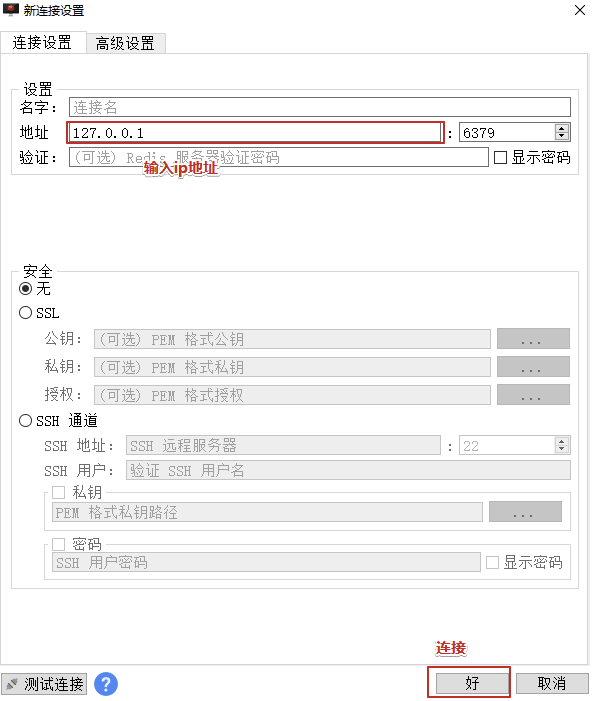 新连接设置
连接设置 高级设置
设置
名字： 连接名
地址 127.0.0.1 : 6379
验证： (可选) Redis 服务器验证密码 显示密码
输入ip地址
安全
无
SSL
公钥： (可选) PEM 格式公钥 ...
私钥： (可选) PEM 格式私钥 ...
授权： (可选) PEM 格式授权 ...
SSH 通道
SSH 地址： SSH 远程服务器 : 22
SSH 用户： 验证 SSH 用户名
私钥
PEM 格式私钥路径 ...
密码
SSH 用户密码 显示密码
连接
测试连接 ? 好 取消